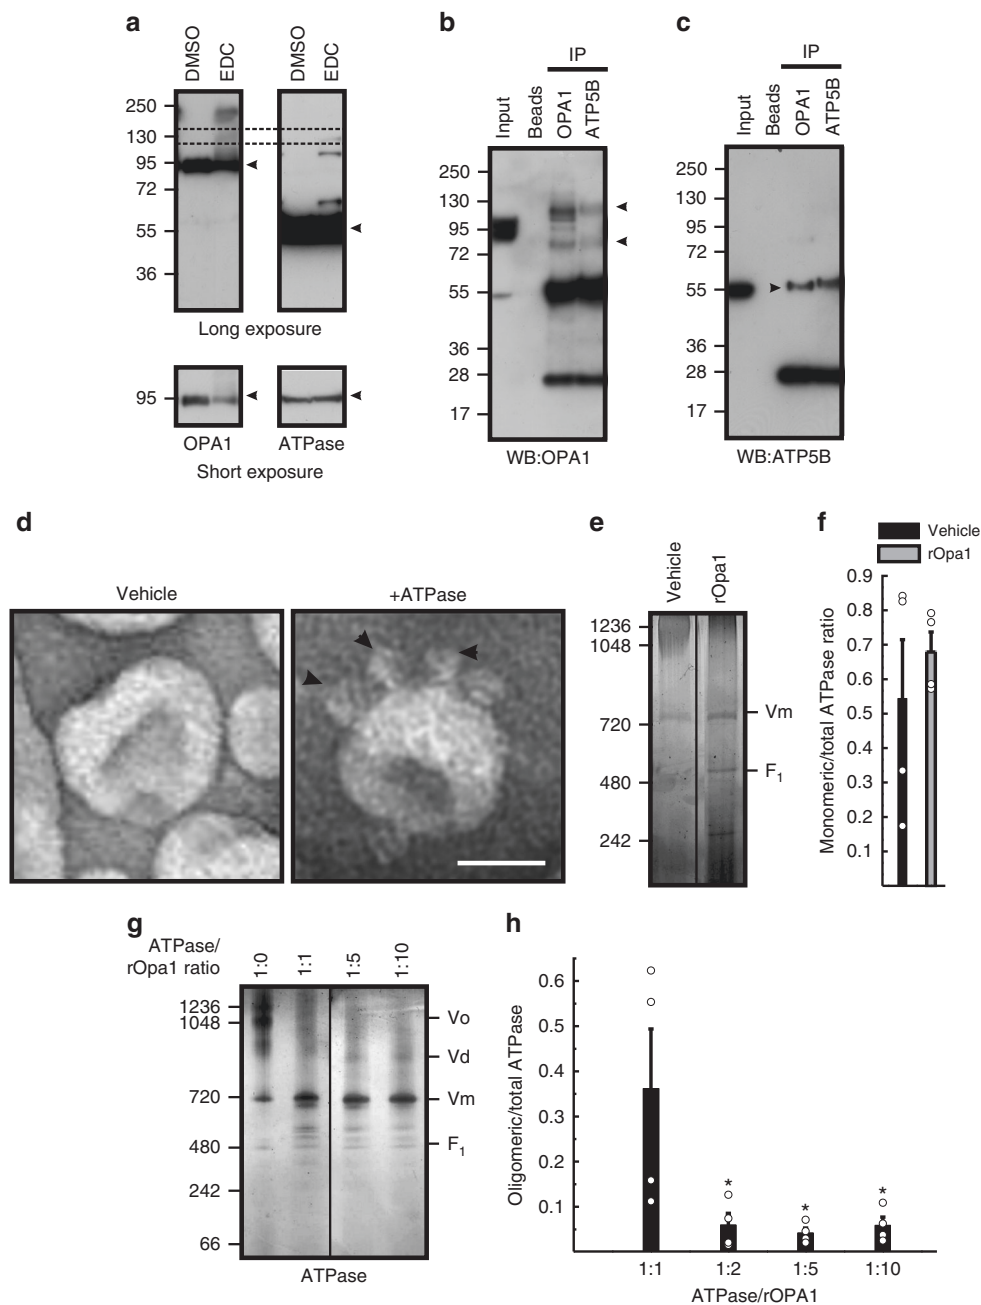 a
DMSO
EDC
DMSO
EDC
250
130
95
72
55
36
Long exposure
95
OPA1
ATPase
Short exposure
b
IP
Input
Beads
OPA1
ATP5B
250
130
95
72
55
36
28
17
WB:OPA1
c
IP
Input
Beads
OPA1
ATP5B
250
130
95
72
55
36
28
17
WB:ATP5B
d
Vehicle
+ATPase
e
Vehicle
rOpa1
1236
1048
720
480
242
Vm
F1
f
Vehicle
rOpa1
Monomeric/total ATPase ratio
0.9
0.8
0.7
0.6
0.5
0.4
0.3
0.2
0.1
g
ATPase/
rOpa1 ratio
1:0
1:1
1:5
1:10
1236
1048
720
480
242
66
Vo
Vd
Vm
F1
ATPase
h
Oligomeric/total ATPase
0.6
0.5
0.4
0.3
0.2
0.1
* * *
1:1 1:2 1:5 1:10
ATPase/rOPA1